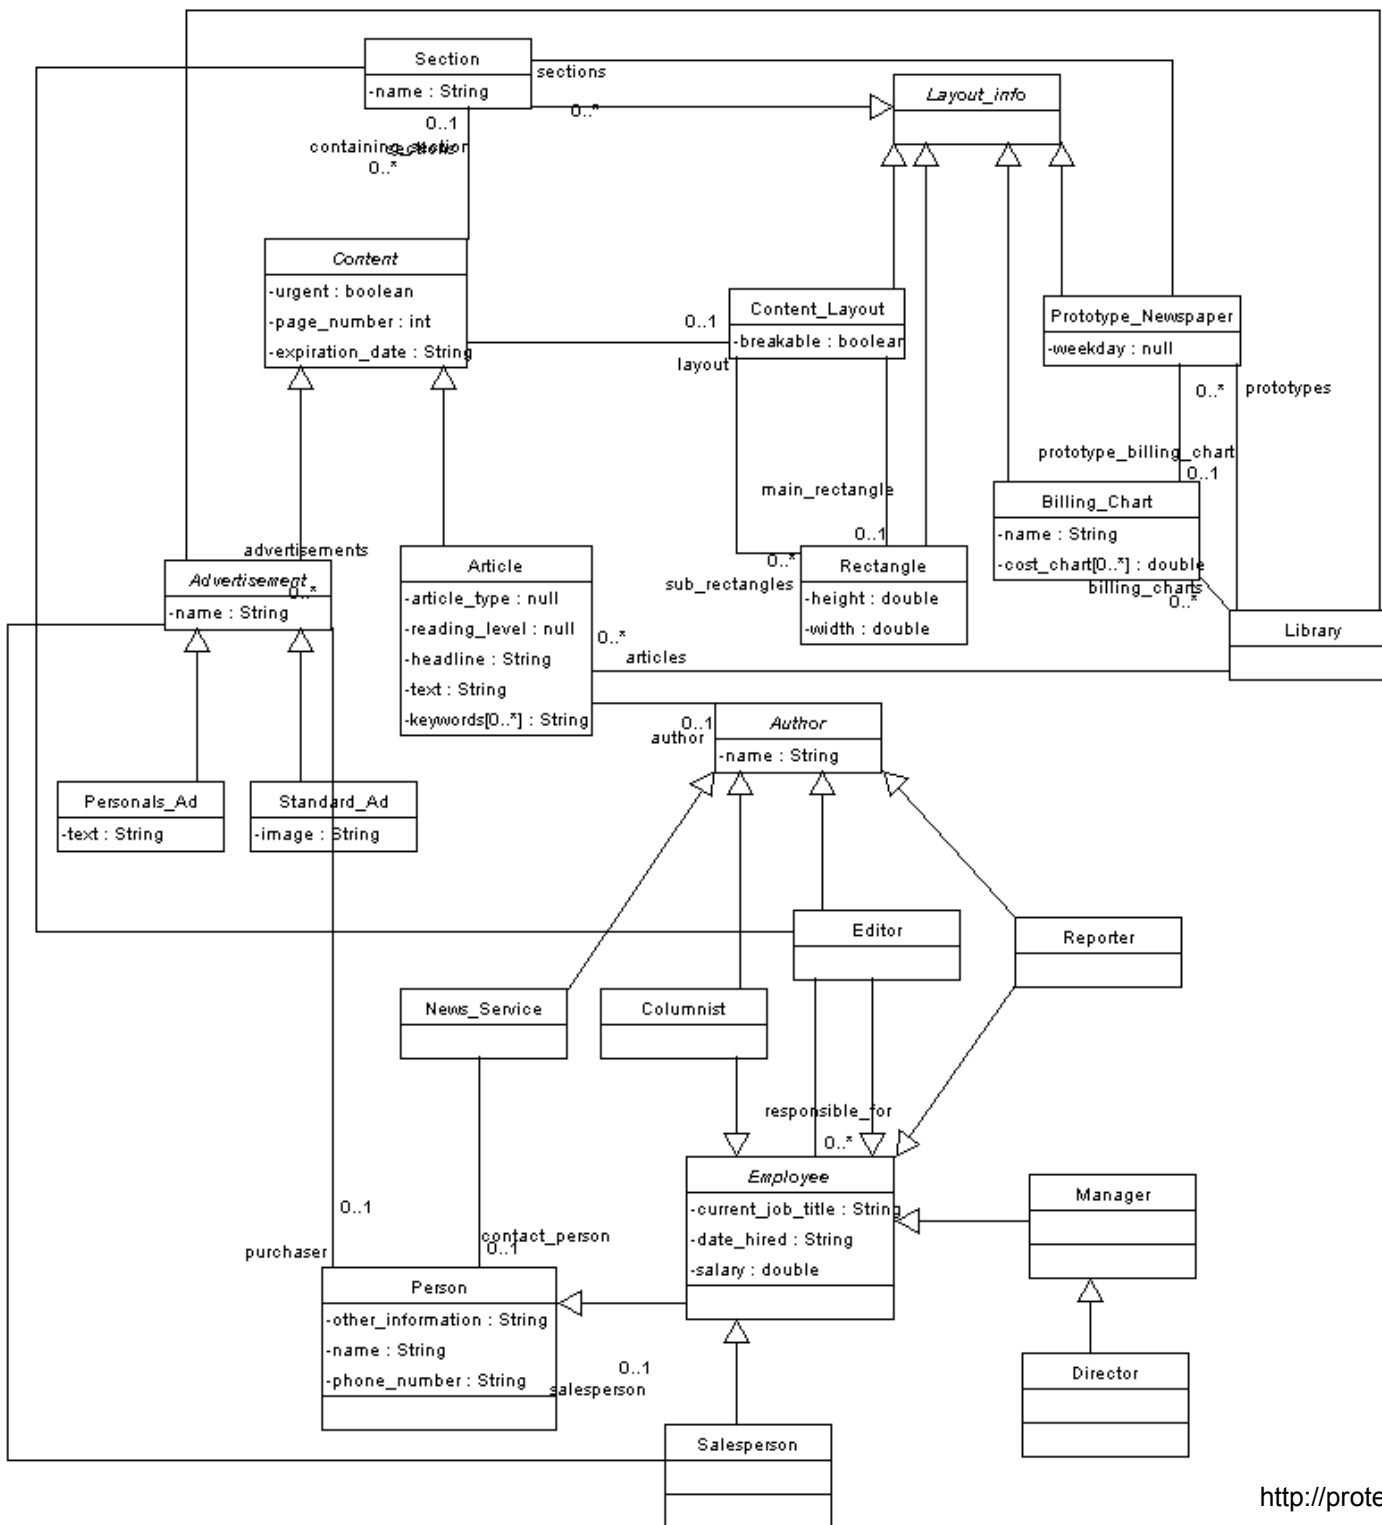 Section
-name : String
sections
0..*
Layout_info
0..1
containing_section
sections
0..*
Content
-urgent : boolean
-page_number : int
-expiration_date : String
0..1
layout
Content_Layout
-breakable : boolean
Prototype_Newspaper
-weekday : null
0..*
prototypes
prototype_billing_chart
0..1
main_rectangle
0..1
Billing_Chart
-name : String
-cost_chart[0..*] : double
billing_charts
0..*
advertisements
0..*
Advertisement
-name : String
Article
-article_type : null
-reading_level : null
-headline : String
-text : String
-keywords[0..*] : String
0..*
sub_rectangles
Rectangle
-height : double
-width : double
0..*
articles
Library
0..1
author
Author
-name : String
Personals_Ad
-text : String
Standard_Ad
-image : String
Editor
Reporter
News_Service
Columnist
responsible_for
0..*
Employee
-current_job_title : String
-date_hired : String
-salary : double
Manager
0..1
purchaser
contact_person
0..1
Person
-other_information : String
-name : String
-phone_number : String
0..1
salesperson
Director
Salesperson
http://prote